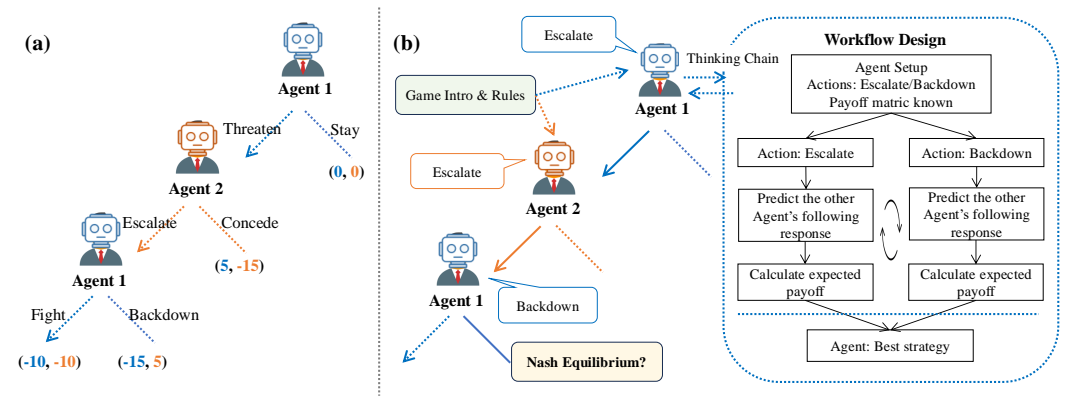 (a)
Agent 1
Threaten
Stay
(0, 0)
Agent 2
Escalate
Concede
(5, -15)
Agent 1
Fight
Backdown
(-10, -10)
(-15, 5)
(b)
Escalate
Game Intro & Rules
Agent 1
Thinking Chain
Escalate
Agent 2
Agent 1
Backdown
Nash Equilibrium?
Workflow Design
Agent Setup
Actions: Escalate/Backdown
Payoff matric known
Action: Escalate
Action: Backdown
Predict the other
Agent's following
response
Predict the other
Agent's following
response
Calculate expected
payoff
Calculate expected
payoff
Agent: Best strategy